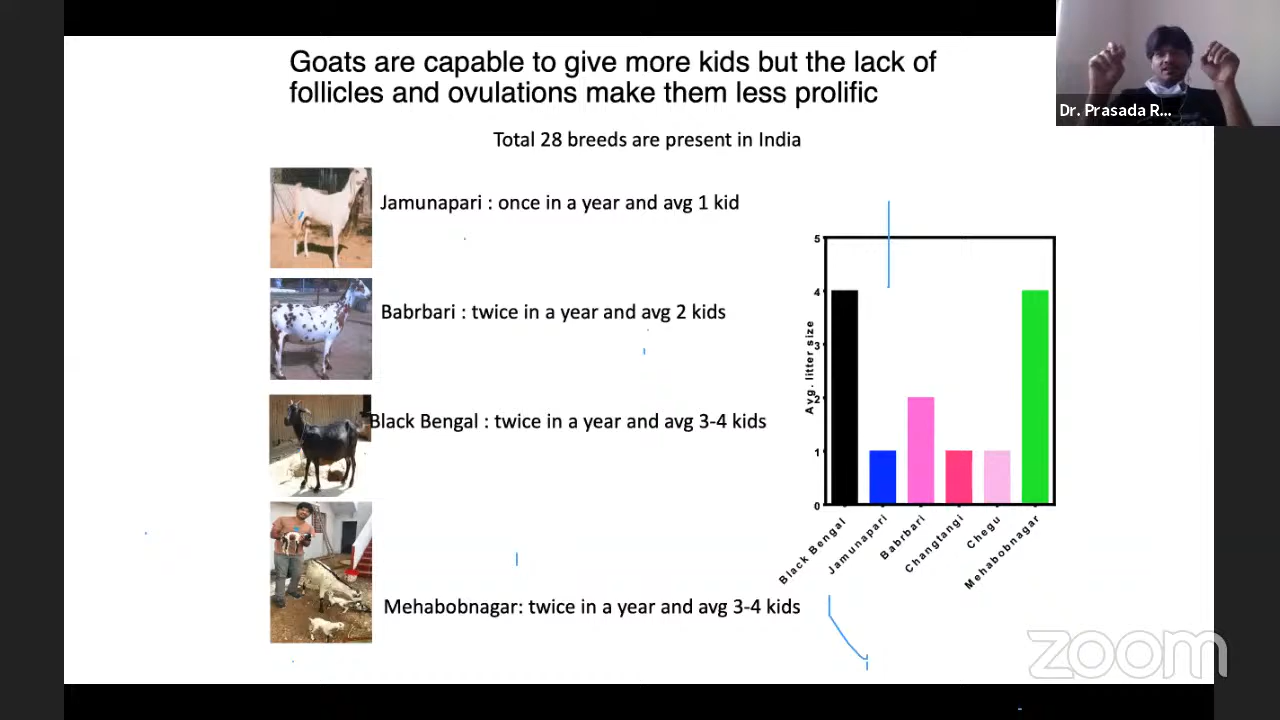 Goats are capable to give more kids but the lack of
follicles and ovulations make them less prolific
Dr. Prasada R...
Total 28 breeds are present in India
Jamunapari : once in a year and avg 1 kid
Babrbari : twice in a year and avg 2 kids
Black Bengal : twice in a year and avg 3-4 kids
Mehabobnagar: twice in a year and avg 3-4 kids
Avg. litter size
5
4
3
2
1
0
Black Bengal
Jamunapari
Babrbari
Changtangi
Chegu
Mehabobnagar
zoom